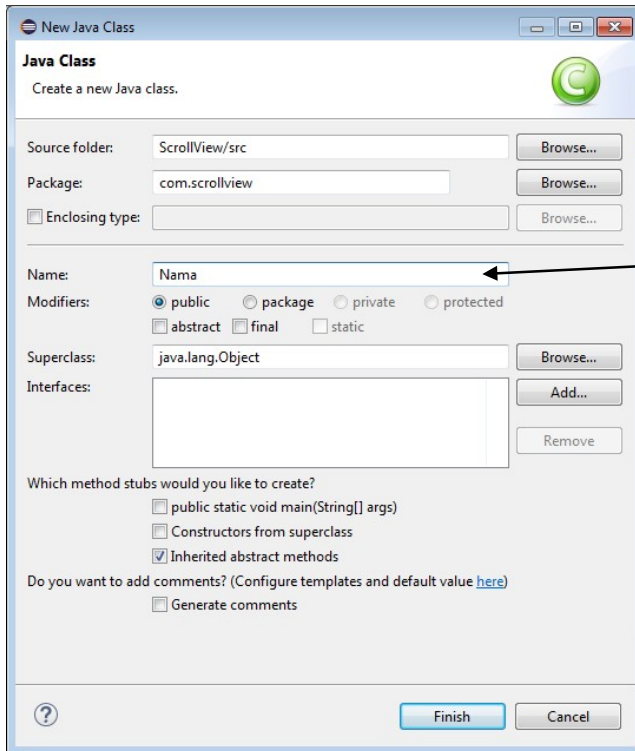 New Java Class
Java Class
Create a new Java class.
C
Source folder: ScrollView/src Browse...
Package: com.scrollview Browse...
Enclosing type: Browse...
Name: Nama
Modifiers: public package private protected
abstract final static
Superclass: java.lang.Object Browse...
Interfaces: Add...
Remove
Which method stubs would you like to create?
public static void main(String[] args)
Constructors from superclass
Inherited abstract methods
Do you want to add comments? (Configure templates and default value here)
Generate comments
? Finish Cancel